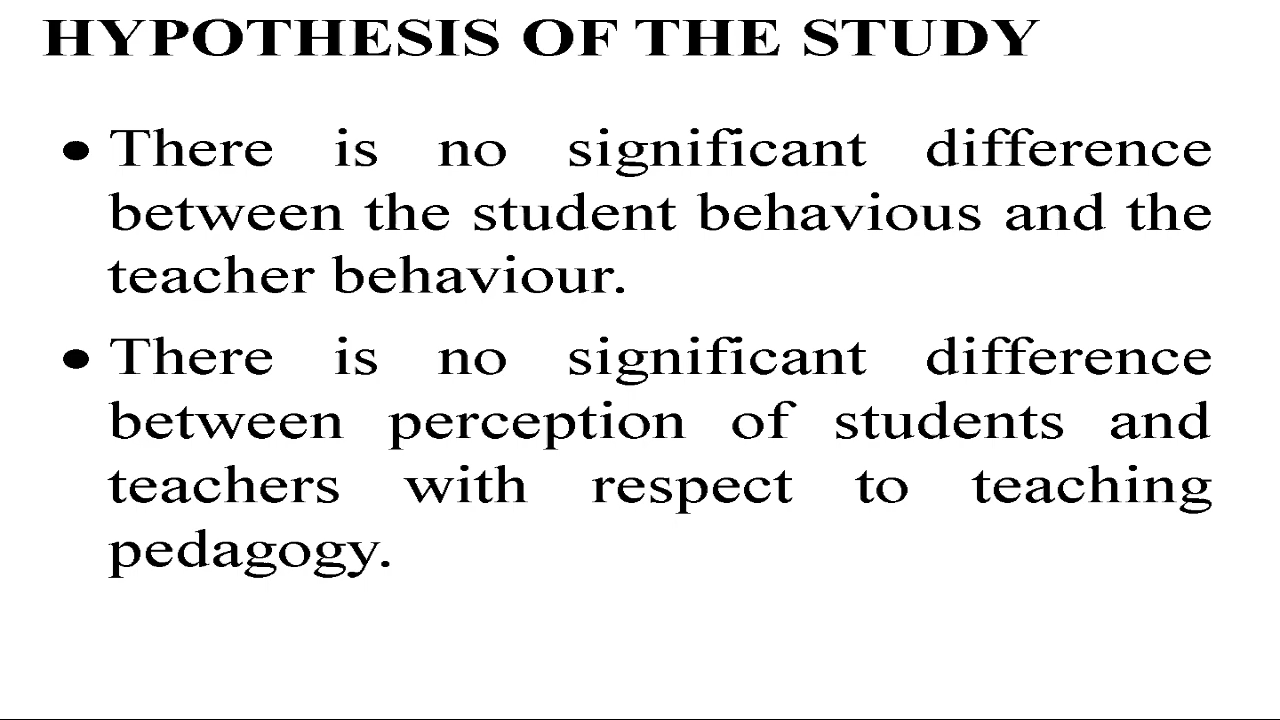 HYPOTHESIS OF THE STUDY
• There is no significant difference
between the student behavious and the
teacher behaviour.
• There is no significant difference
between perception of students and
teachers with respect to teaching
pedagogy.